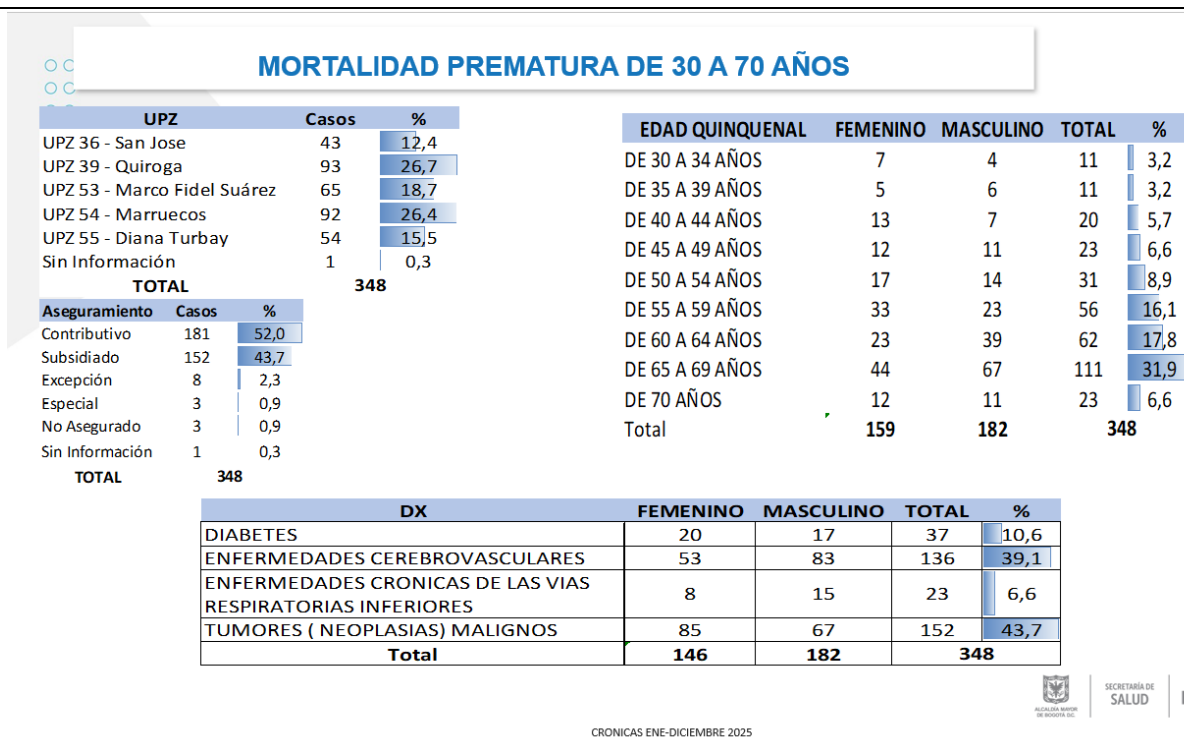 MORTALIDAD PREMATURA DE 30 A 70 AÑOS
UPZ Casos %
UPZ 36 - San Jose 43 12,4
UPZ 39 - Quiroga 93 26,7
UPZ 53 - Marco Fidel Suárez 65 18,7
UPZ 54 - Marruecos 92 26,4
UPZ 55 - Diana Turbay 54 15,5
Sin Información 1 0,3
TOTAL 348
Aseguramiento Casos %
Contributivo 181 52,0
Subsidiado 152 43,7
Excepción 8 2,3
Especial 3 0,9
No Asegurado 3 0,9
Sin Información 1 0,3
TOTAL 348
EDAD QUINQUENAL FEMENINO MASCULINO TOTAL %
DE 30 A 34 AÑOS 7 4 11 3,2
DE 35 A 39 AÑOS 5 6 11 3,2
DE 40 A 44 AÑOS 13 7 20 5,7
DE 45 A 49 AÑOS 12 11 23 6,6
DE 50 A 54 AÑOS 17 14 31 8,9
DE 55 A 59 AÑOS 33 23 56 16,1
DE 60 A 64 AÑOS 23 39 62 17,8
DE 65 A 69 AÑOS 44 67 111 31,9
DE 70 AÑOS 12 11 23 6,6
Total 159 182 348
DX FEMENINO MASCULINO TOTAL %
DIABETES 20 17 37 10,6
ENFERMEDADES CEREBROVASCULARES 53 83 136 39,1
ENFERMEDADES CRONICAS DE LAS VIAS
RESPIRATORIAS INFERIORES 8 15 23 6,6
TUMORES ( NEOPLASIAS) MALIGNOS 85 67 152 43,7
Total 146 182 348
ALCALDÍA MAYOR
DE BOGOTÁ D.C.
SECRETARÍA DE
SALUD
CRONICAS ENE-DICIEMBRE 2025